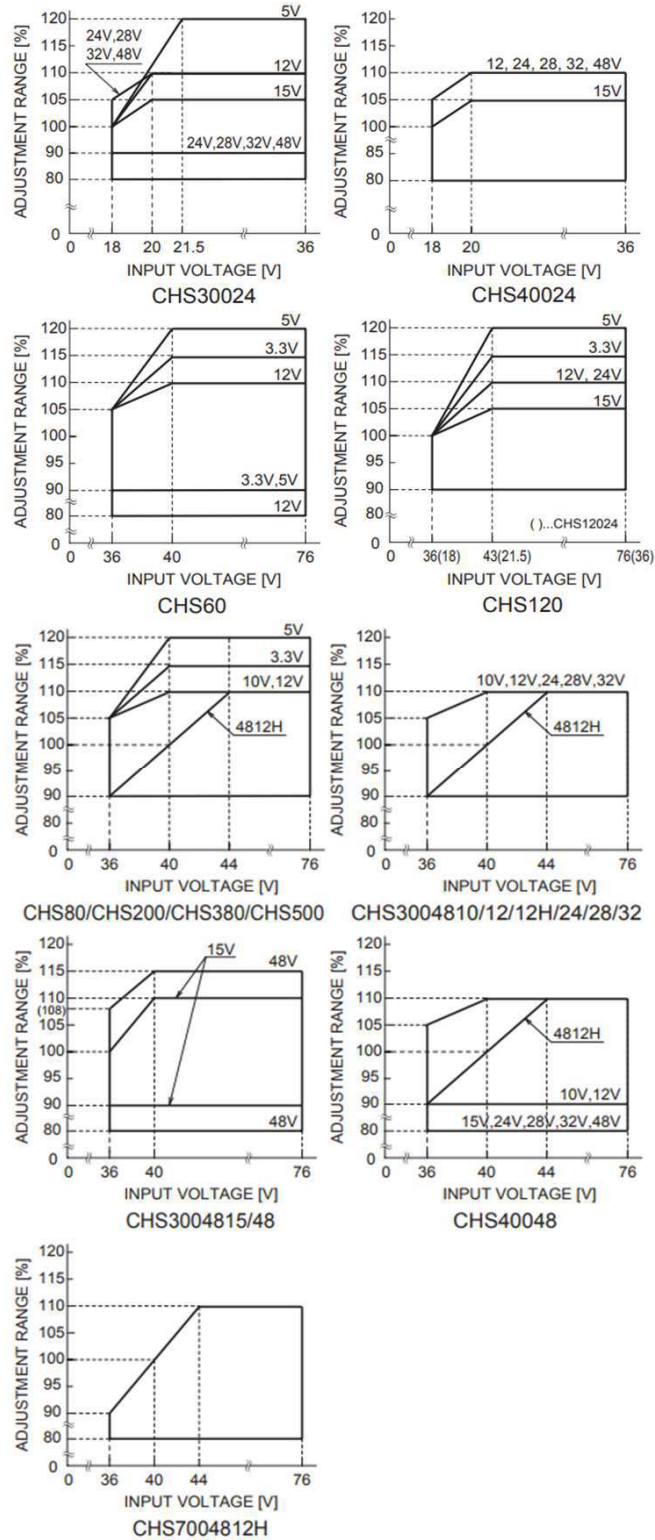 ADJUSTMENT RANGE [%]
120
110
105
100
90
80
0
24V,28V
32V,48V
5V
12V
15V
24V,28V,32V,48V
0 18 20 21.5 36
INPUT VOLTAGE [V]
CHS30024
ADJUSTMENT RANGE [%]
120
110
105
100
85
80
0
12, 24, 28, 32, 48V
15V
0 18 20 36
INPUT VOLTAGE [V]
CHS40024
ADJUSTMENT RANGE [%]
120
115
110
105
100
95
90
80
0
5V
3.3V
12V
3.3V,5V
12V
0 36 40 76
INPUT VOLTAGE [V]
CHS60
ADJUSTMENT RANGE [%]
120
115
110
105
100
95
90
80
0
5V
3.3V
12V, 24V
15V
( )...CHS12024
0 36(18) 43(21.5) 76(36)
INPUT VOLTAGE [V]
CHS120
ADJUSTMENT RANGE [%]
120
115
110
105
100
95
90
80
0
5V
3.3V
10V,12V
4812H
0 36 40 44 76
INPUT VOLTAGE [V]
CHS80/CHS200/CHS380/CHS500
ADJUSTMENT RANGE [%]
120
115
110
105
100
95
90
80
0
10V,12V,24,28V,32V
4812H
0 36 40 44 76
INPUT VOLTAGE [V]
CHS3004810/12/12H/24/28/32
ADJUSTMENT RANGE [%]
120
115
110
(108)
105
100
90
80
0
15V
48V
48V
0 36 40 76
INPUT VOLTAGE [V]
CHS3004815/48
ADJUSTMENT RANGE [%]
120
115
110
105
100
95
90
80
0
4812H
10V,12V
15V,24V,28V,32V,48V
0 36 40 44 76
INPUT VOLTAGE [V]
CHS40048
ADJUSTMENT RANGE [%]
120
110
100
95
90
80
0
0 36 40 44 76
INPUT VOLTAGE [V]
CHS7004812H